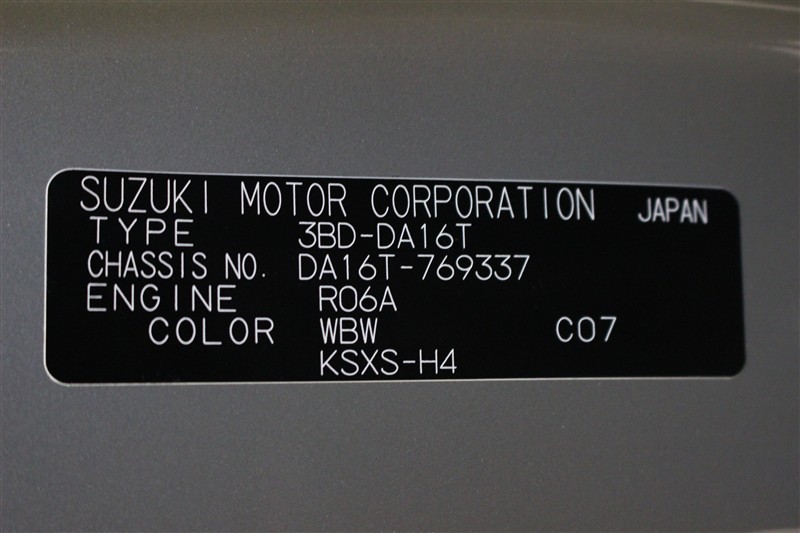 SUZUKI MOTOR CORPORATION JAPAN
TYPE 3BD-DA16T
CHASSIS NO. DA16T-769337
ENGINE R06A
COLOR WBW C07
KSXS-H4